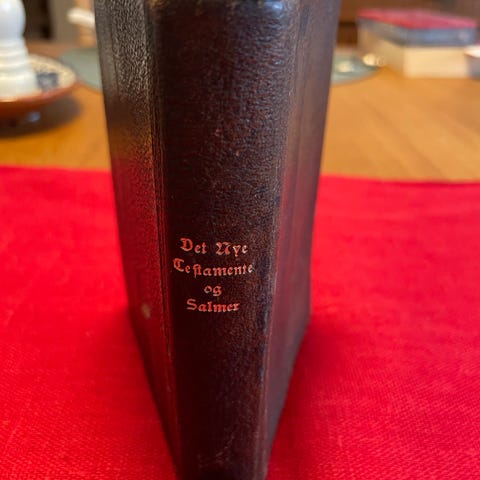 Det Nye
Testamente
og
Salmer